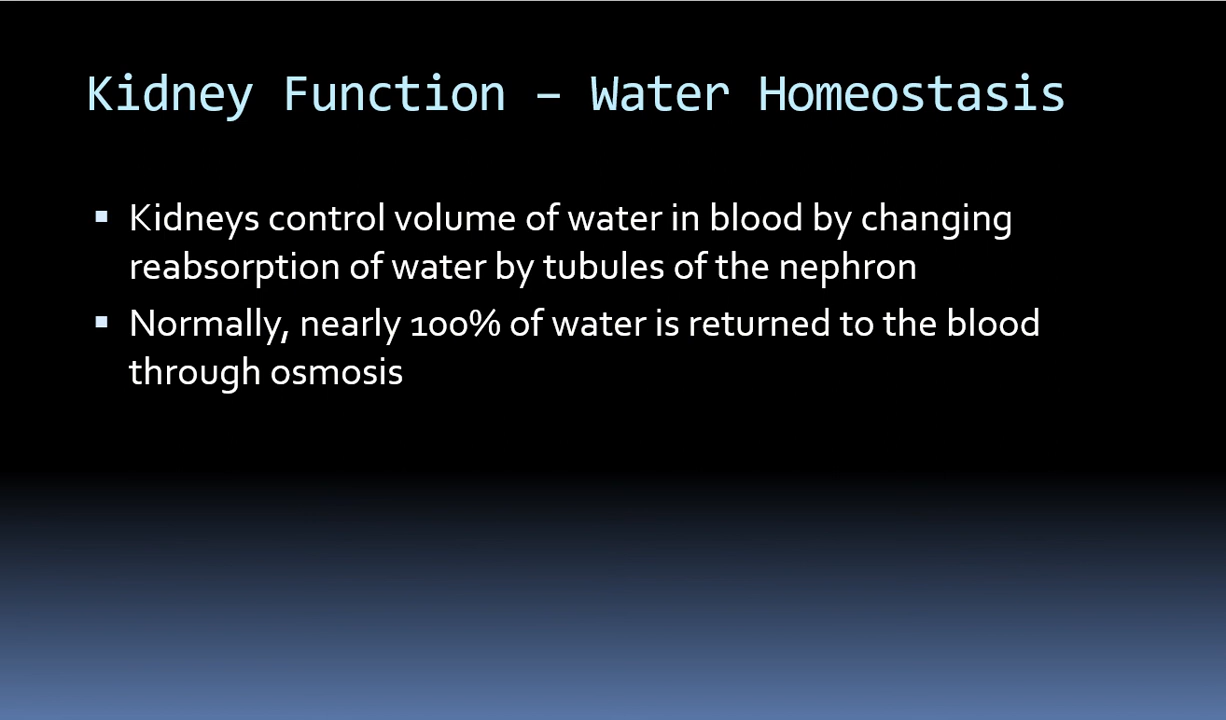 Kidney Function – Water Homeostasis
▪ Kidneys control volume of water in blood by changing
reabsorption of water by tubules of the nephron
▪ Normally, nearly 100% of water is returned to the blood
through osmosis